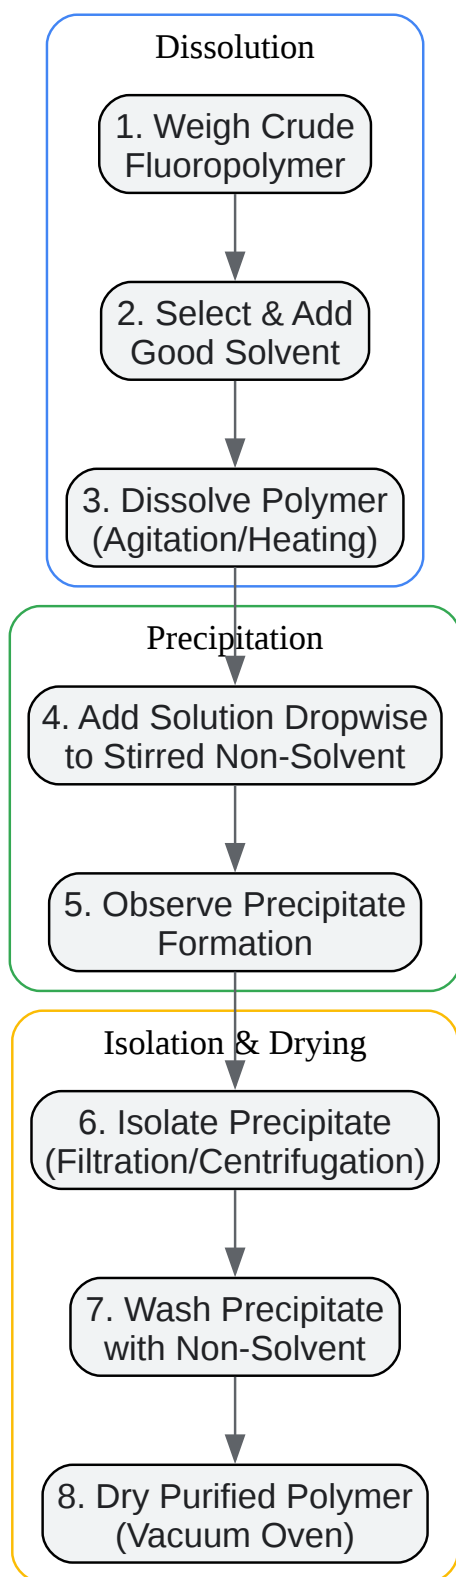 Dissolution
1. Weigh Crude
Fluoropolymer
2. Select & Add
Good Solvent
3. Dissolve Polymer
(Agitation/Heating)
Precipitation
4. Add Solution Dropwise
to Stirred Non-Solvent
5. Observe Precipitate
Formation
Isolation & Drying
6. Isolate Precipitate
(Filtration/Centrifugation)
7. Wash Precipitate
with Non-Solvent
8. Dry Purified Polymer
(Vacuum Oven)